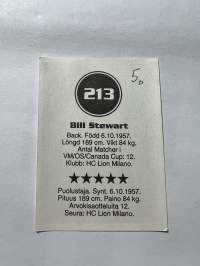 213
5,-
Bill Stewart
Back. Född 6.10.1957.
Längd 189 cm. Vikt 84 kg.
Antal Matcher i
VM/OS/Canada Cup: 12.
Klubb: HC Lion Milano.
★★★★★
Puolustaja. Synt. 6.10.1957.
Pituus 189 cm. Paino 84 kg.
Arvokisaotteluita 12.
Seura: HC Lion Milano.